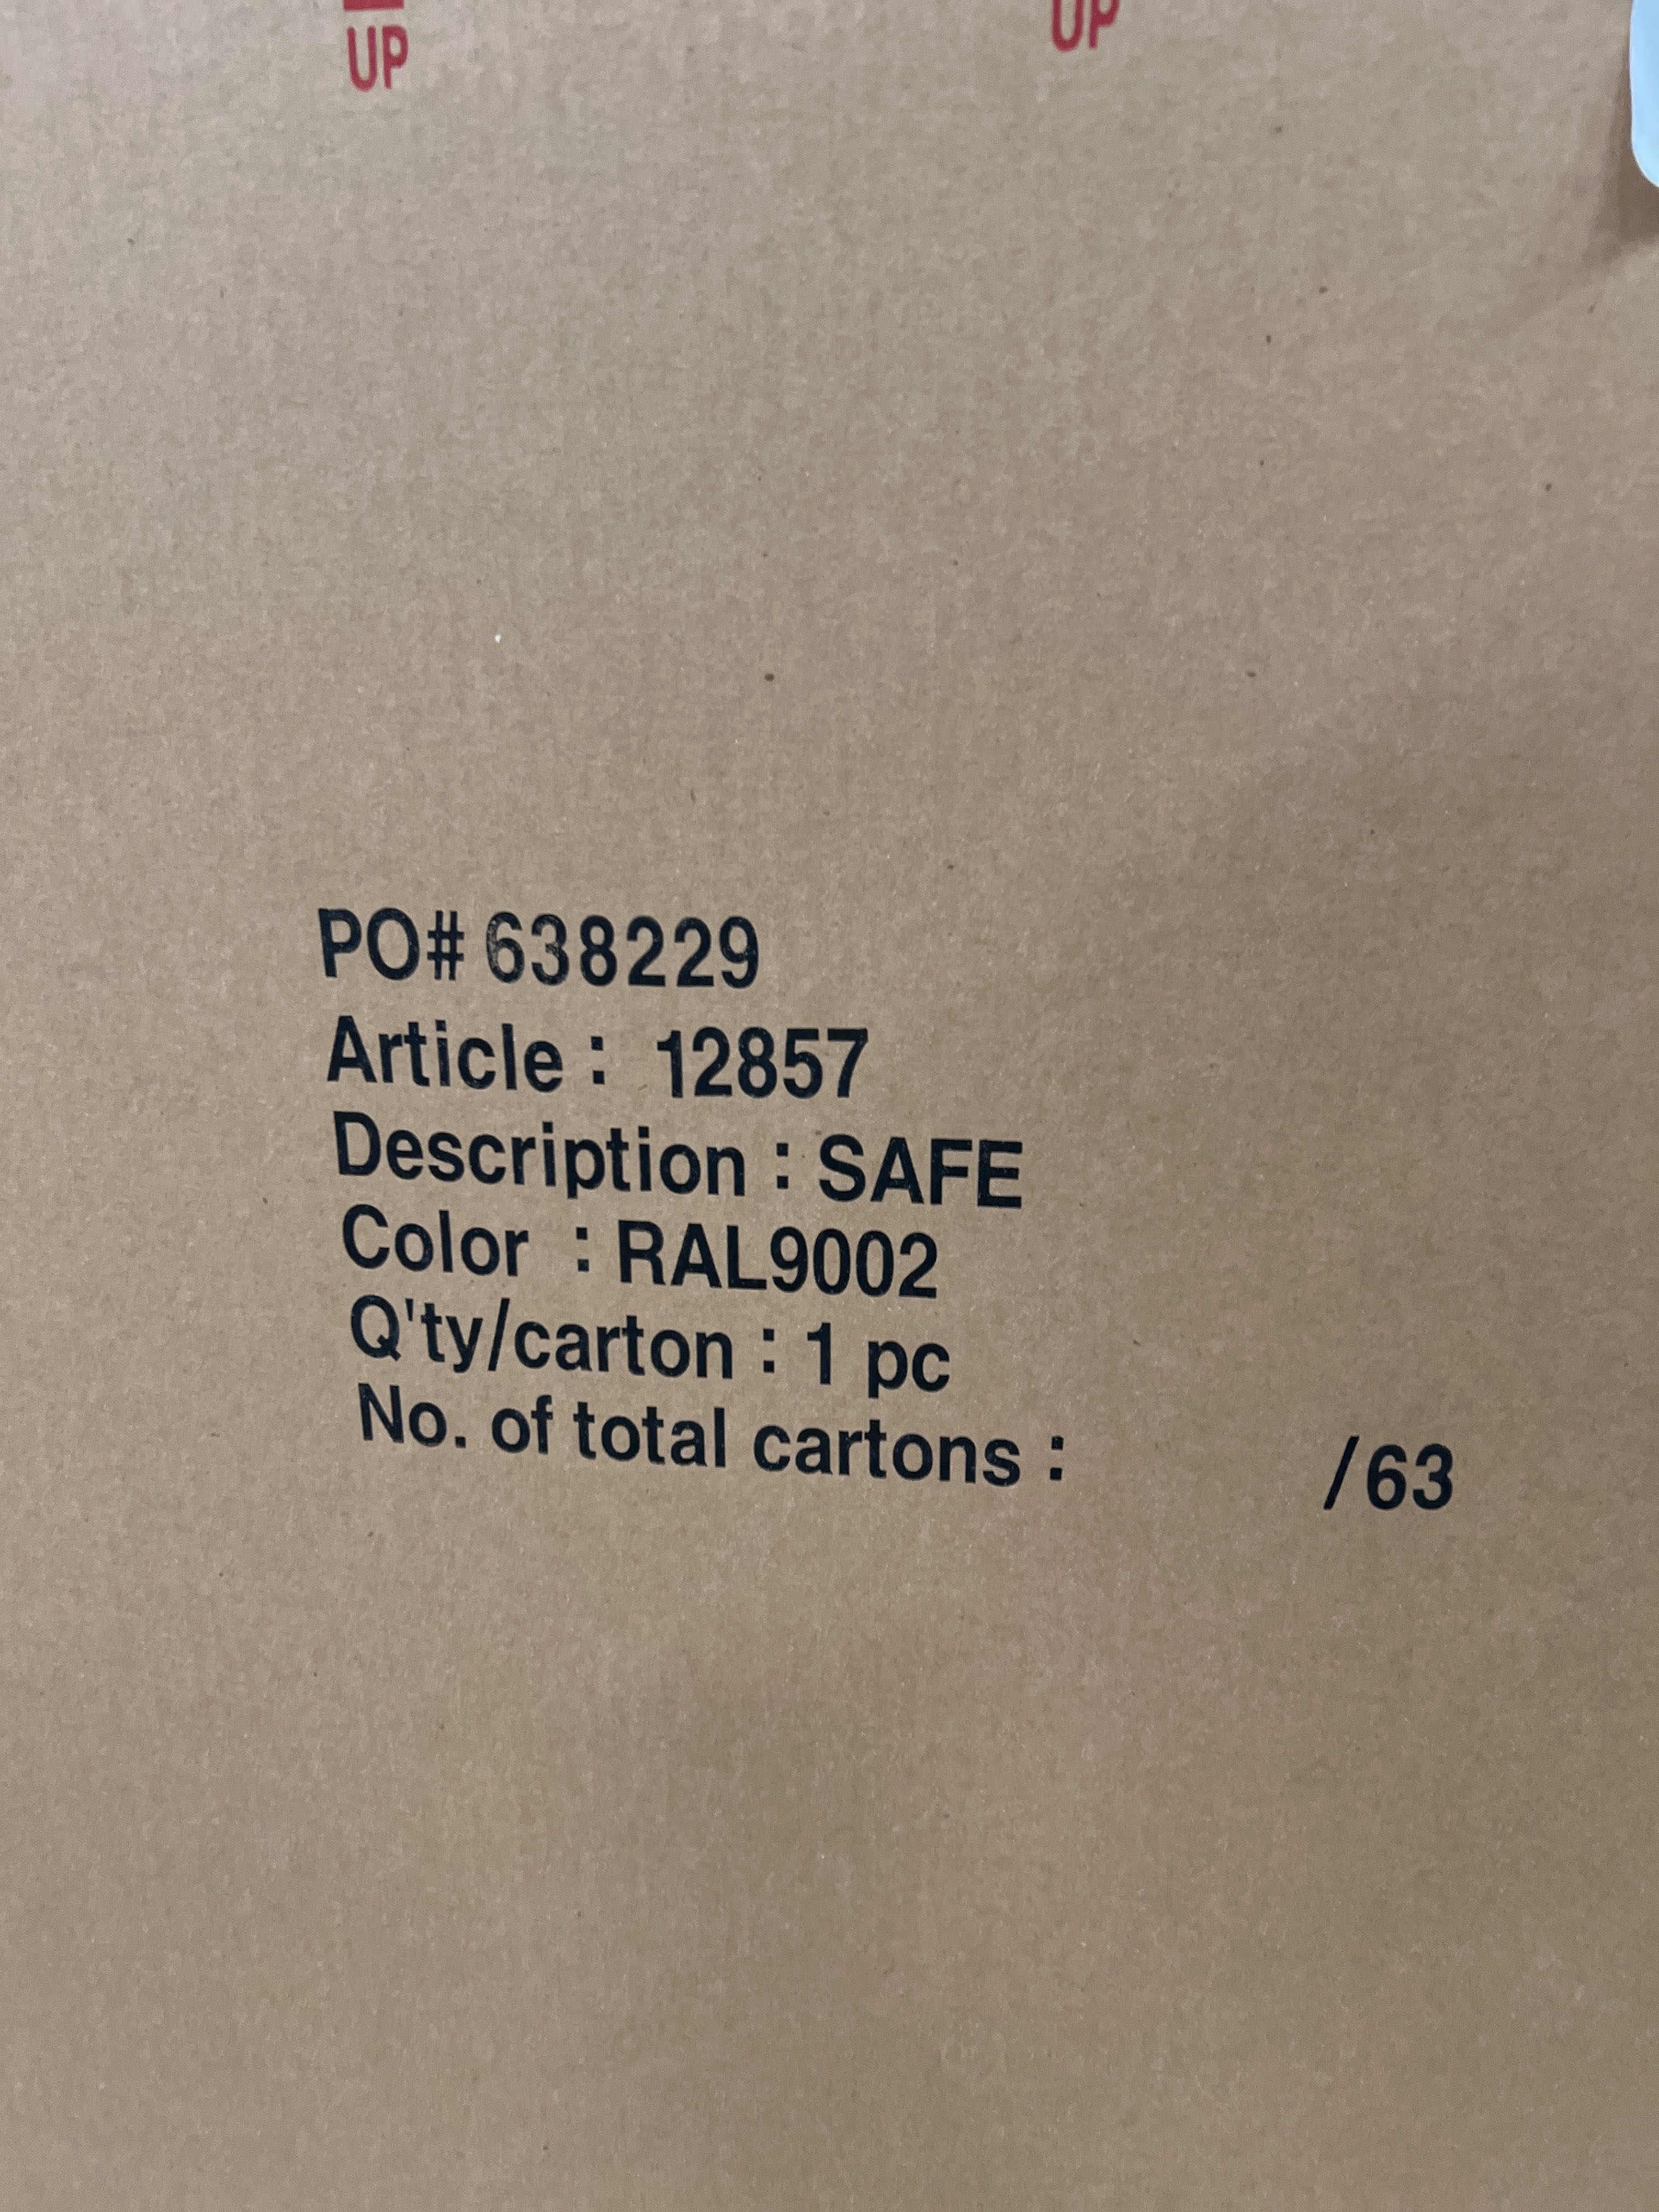 UP UP
PO# 638229
Article : 12857
Description : SAFE
Color : RAL9002
Q'ty/carton : 1 pc
No. of total cartons : /63